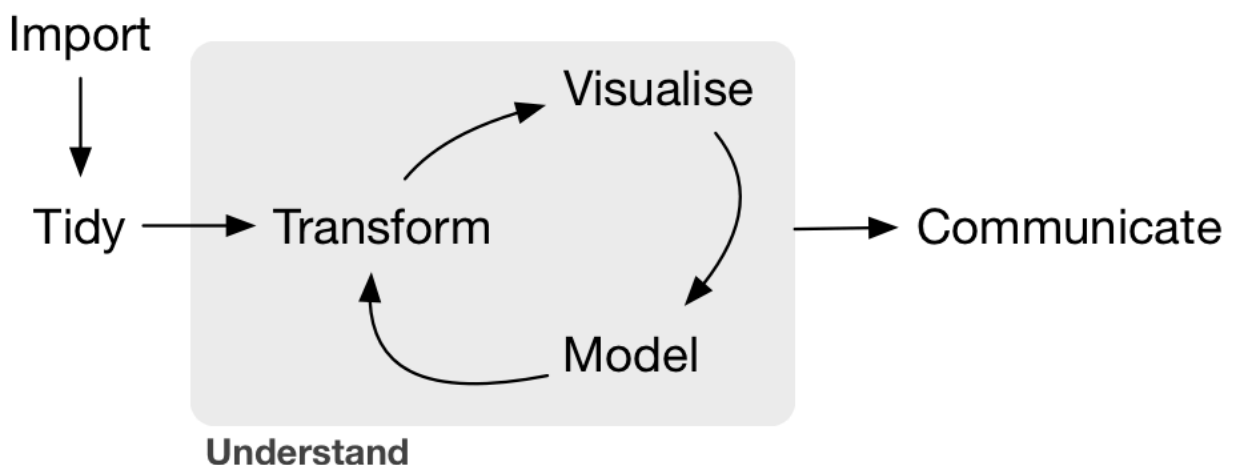 Import
Visualise
Tidy
Transform
Communicate
Model
Understand